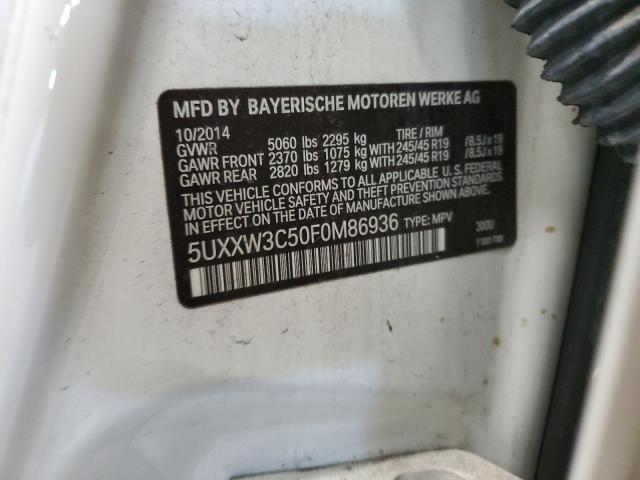 MFD BY BAYERISCHE MOTOREN WERKE AG
10/2014 TIRE / RIM
GVWR 5060 lbs 2295 kg
GAWR FRONT 2370 lbs 1075 kg WITH 245/45 R19 / 8.5J x 19
GAWR REAR 2820 lbs 1279 kg WITH 245/45 R19 / 8.5J x 19
THIS VEHICLE CONFORMS TO ALL APPLICABLE U. S. FEDERAL
MOTOR VEHICLE SAFETY AND THEFT PREVENTION STANDARDS
IN EFFECT ON THE DATE OF MANUFACTURE SHOWN ABOVE.
5UXXW3C50F0M86936 TYPE: MPV 300U